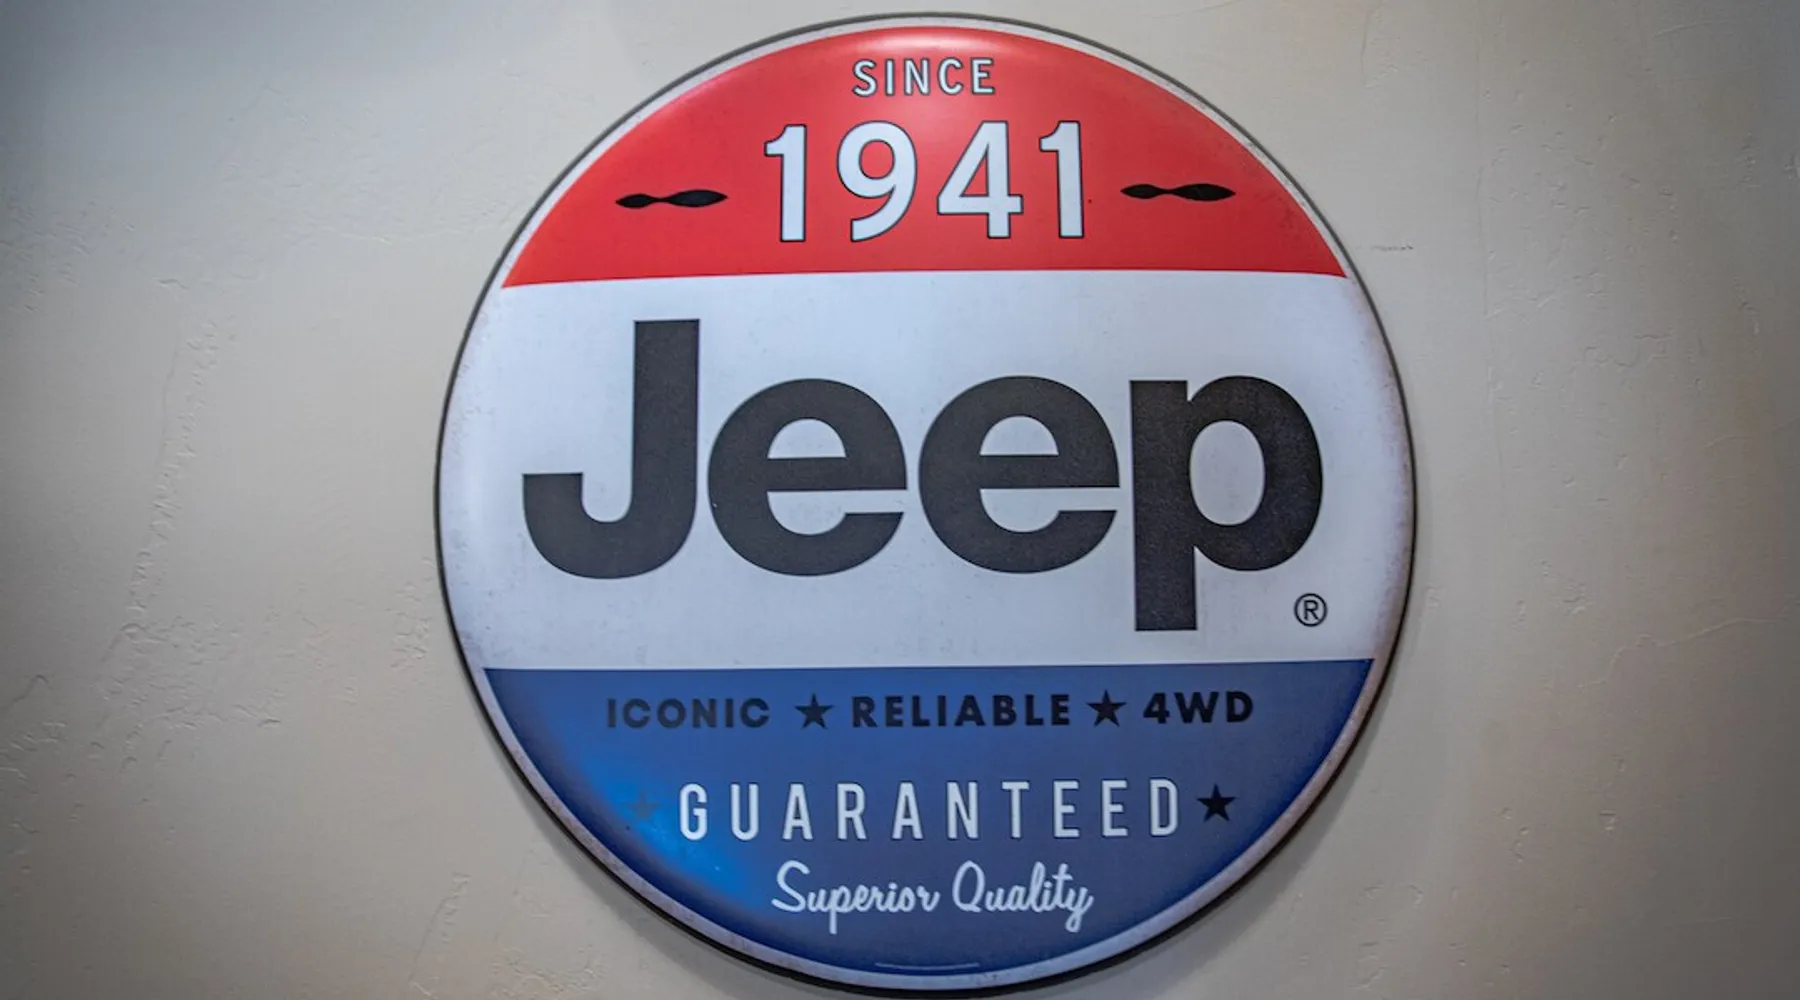 SINCE
1941
Jeep®
ICONIC ★ RELIABLE ★ 4WD
★ GUARANTEED ★
Superior Quality